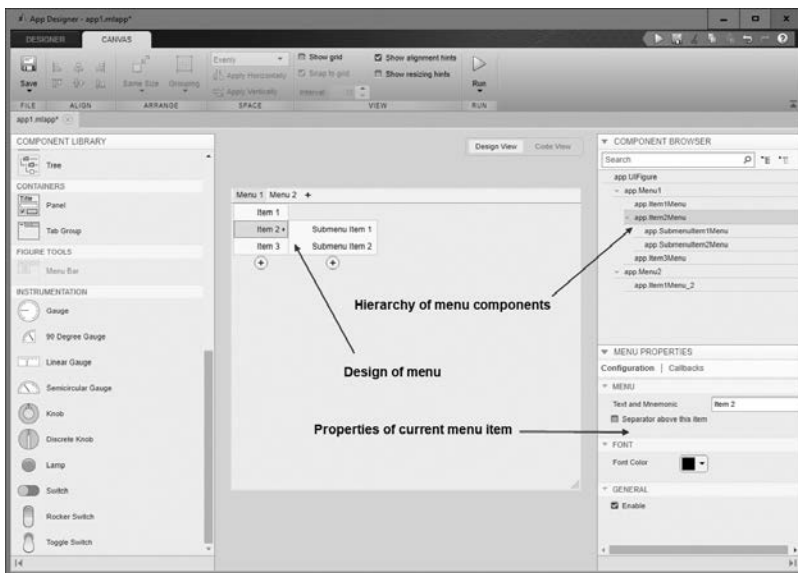 App Designer - app1.mlapp*
DESIGNER CANVAS
Save
Same Size Grouping
Evenly
Apply Horizontally
Apply Vertically
Show grid
Snap to grid
Interval:
Show alignment hints
Show resizing hints
Run
FILE ALIGN ARRANGE SPACE VIEW RUN
app1.mlapp*
COMPONENT LIBRARY
Tree
CONTAINERS
Panel
Tab Group
FIGURE TOOLS
Menu Bar
INSTRUMENTATION
Gauge
90 Degree Gauge
Linear Gauge
Semicircular Gauge
Knob
Discrete Knob
Lamp
Switch
Rocker Switch
Toggle Switch
Design View Code View
Menu 1 Menu 2 +
Item 1
Item 2
Item 3
Submenu Item 1
Submenu Item 2
Hierarchy of menu components
Design of menu
Properties of current menu item
COMPONENT BROWSER
Search
app.UIFigure
app.Menu1
app.Item1Menu
app.Item2Menu
app.SubmenuItem1Menu
app.SubmenuItem2Menu
app.Item3Menu
app.Menu2
app.Item1Menu_2
MENU PROPERTIES
Configuration | Callbacks
MENU
Text and Mnemonic Item 2
Separator above this item
FONT
Font Color
GENERAL
Enable